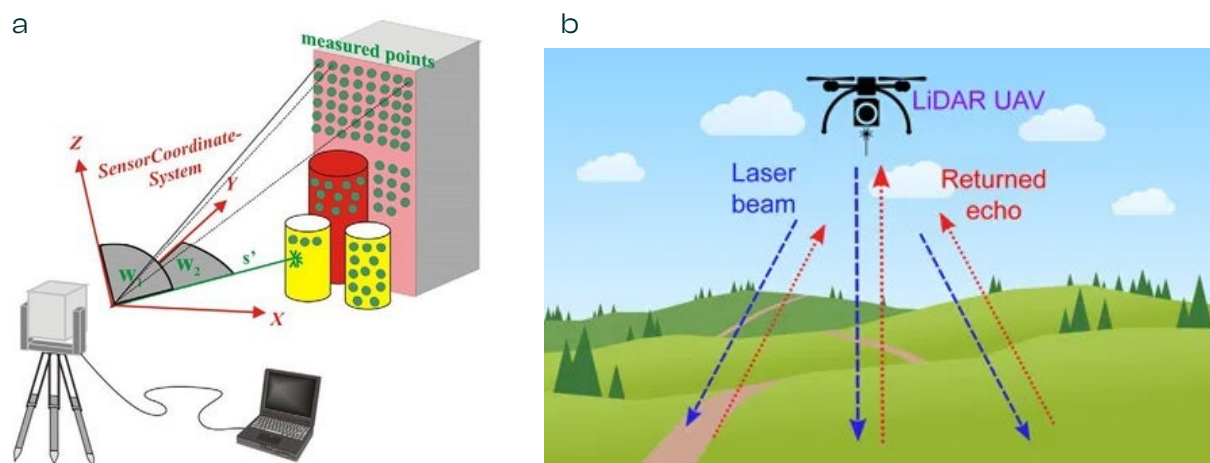 a
measured points
Z
SensorCoordinate-
System
Y
W1
W2
s'
X
b
LiDAR UAV
Laser
beam
Returned
echo